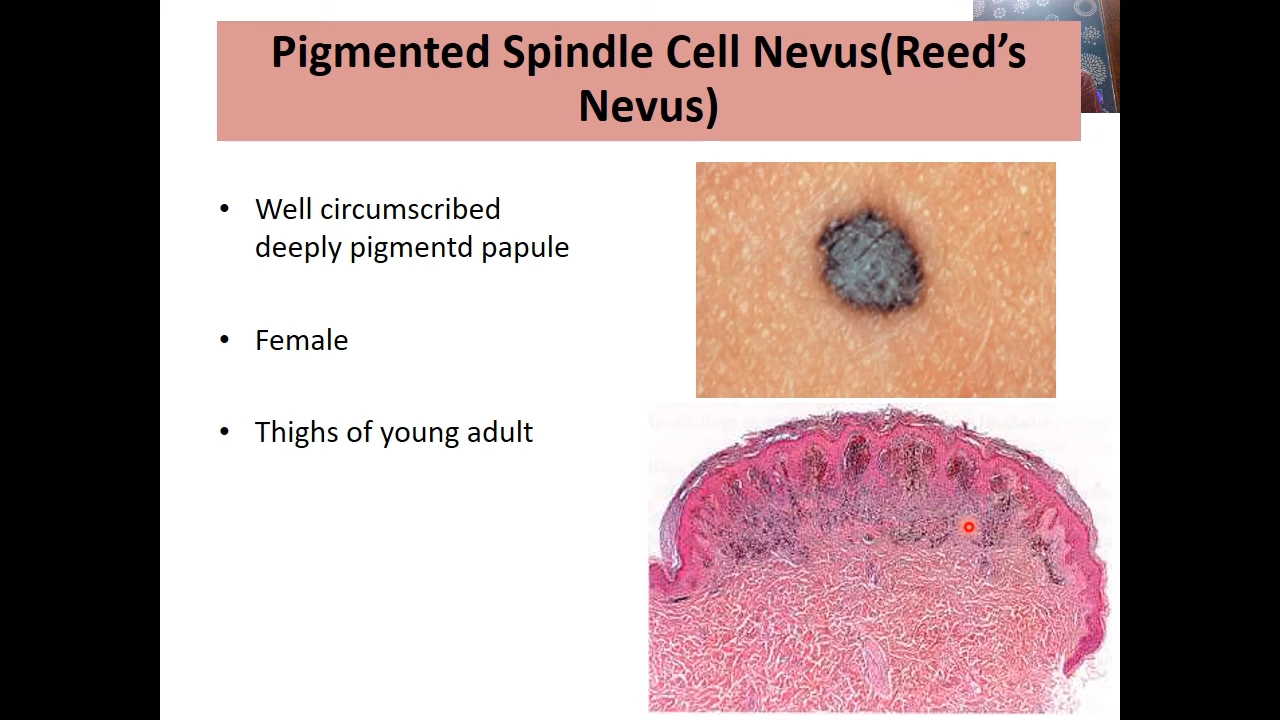 Pigmented Spindle Cell Nevus(Reed’s
Nevus)
• Well circumscribed
deeply pigmentd papule
• Female
• Thighs of young adult